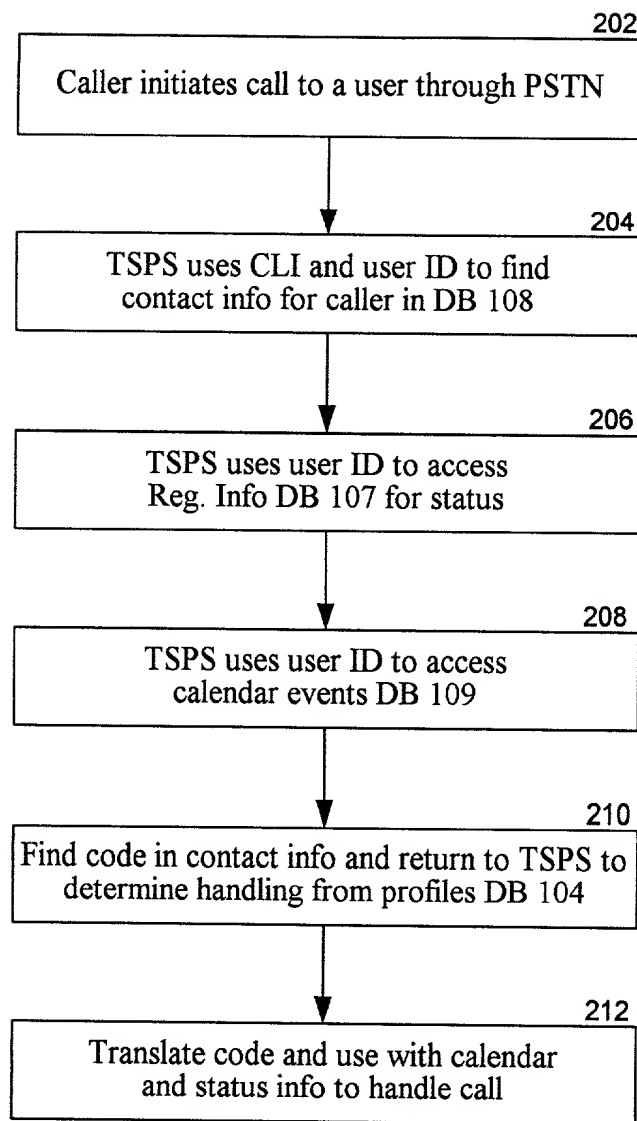 202
Caller initiates call to a user through PSTN
204
TSPS uses CLI and user ID to find
contact info for caller in DB 108
206
TSPS uses user ID to access
Reg. Info DB 107 for status
208
TSPS uses user ID to access
calendar events DB 109
210
Find code in contact info and return to TSPS to
determine handling from profiles DB 104
212
Translate code and use with calendar
and status info to handle call